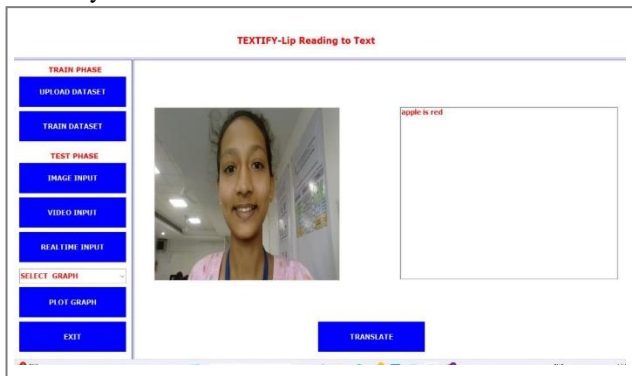 TEXTIFY-Lip Reading to Text
TRAIN PHASE
UPLOAD DATASET
TRAIN DATASET
TEST PHASE
IMAGE INPUT
VIDEO INPUT
REALTIME INPUT
SELECT GRAPH
PLOT GRAPH
EXIT
apple is red
TRANSLATE